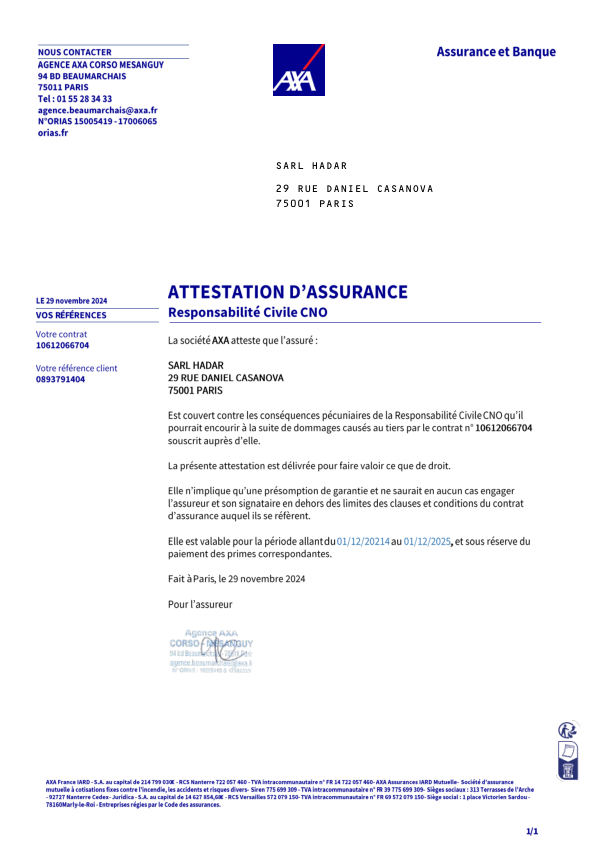 NOUS CONTACTER
AGENCE AXA CORSO MESANGUY
94 BD BEAUMARCHAIS
75011 PARIS
Tel : 01 55 28 34 33
agence.beaumarchais@axa.fr
N°ORIAS 15005419 - 17006065
orias.fr
AXA
Assurance et Banque
SARL HADAR
29 RUE DANIEL CASANOVA
75001 PARIS
LE 29 novembre 2024
VOS RÉFÉRENCES
Votre contrat
10612066704
Votre référence client
0893791404
ATTESTATION D'ASSURANCE
Responsabilité Civile CNO
La société AXA atteste que l'assuré :
SARL HADAR
29 RUE DANIEL CASANOVA
75001 PARIS
Est couvert contre les conséquences pécuniaires de la Responsabilité Civile CNO qu'il
pourrait encourir à la suite de dommages causés au tiers par le contrat n° 10612066704
souscrit auprès d'elle.
La présente attestation est délivrée pour faire valoir ce que de droit.
Elle n'implique qu'une présomption de garantie et ne saurait en aucun cas engager
l'assureur et son signataire en dehors des limites des clauses et conditions du contrat
d'assurance auquel ils se réfèrent.
Elle est valable pour la période allant du 01/12/20214 au 01/12/2025, et sous réserve du
paiement des primes correspondantes.
Fait à Paris, le 29 novembre 2024
Pour l'assureur
Agence AXA
CORSO - MESANGUY
94 bd Beaumarchais 75011 Paris
agence.beaumarchais@axa.fr
N° ORIAS
AXA France IARD - S.A. au capital de 214 799 030€ - RCS Nanterre 722 057 460 - TVA intracommunautaire n° FR 14 722 057 460- AXA Assurances IARD Mutuelle- Société d'assurance
mutuelle à cotisations fixes contre l'incendie, les accidents et risques divers- Siren 775 699 309 - TVA intracommunautaire n° FR 39 775 699 309- Sièges sociaux : 313 Terrasses de l'Arche
- 92727 Nanterre Cedex- Juridica - S.A. au capital de 14 627 854,68€ - RCS Versailles 572 079 150- TVA intracommunautaire n° FR 69 572 079 150- Siège social : 1 place Victorien Sardou -
78160Marly-le-Roi - Entreprises régies par le Code des assurances.
1/1